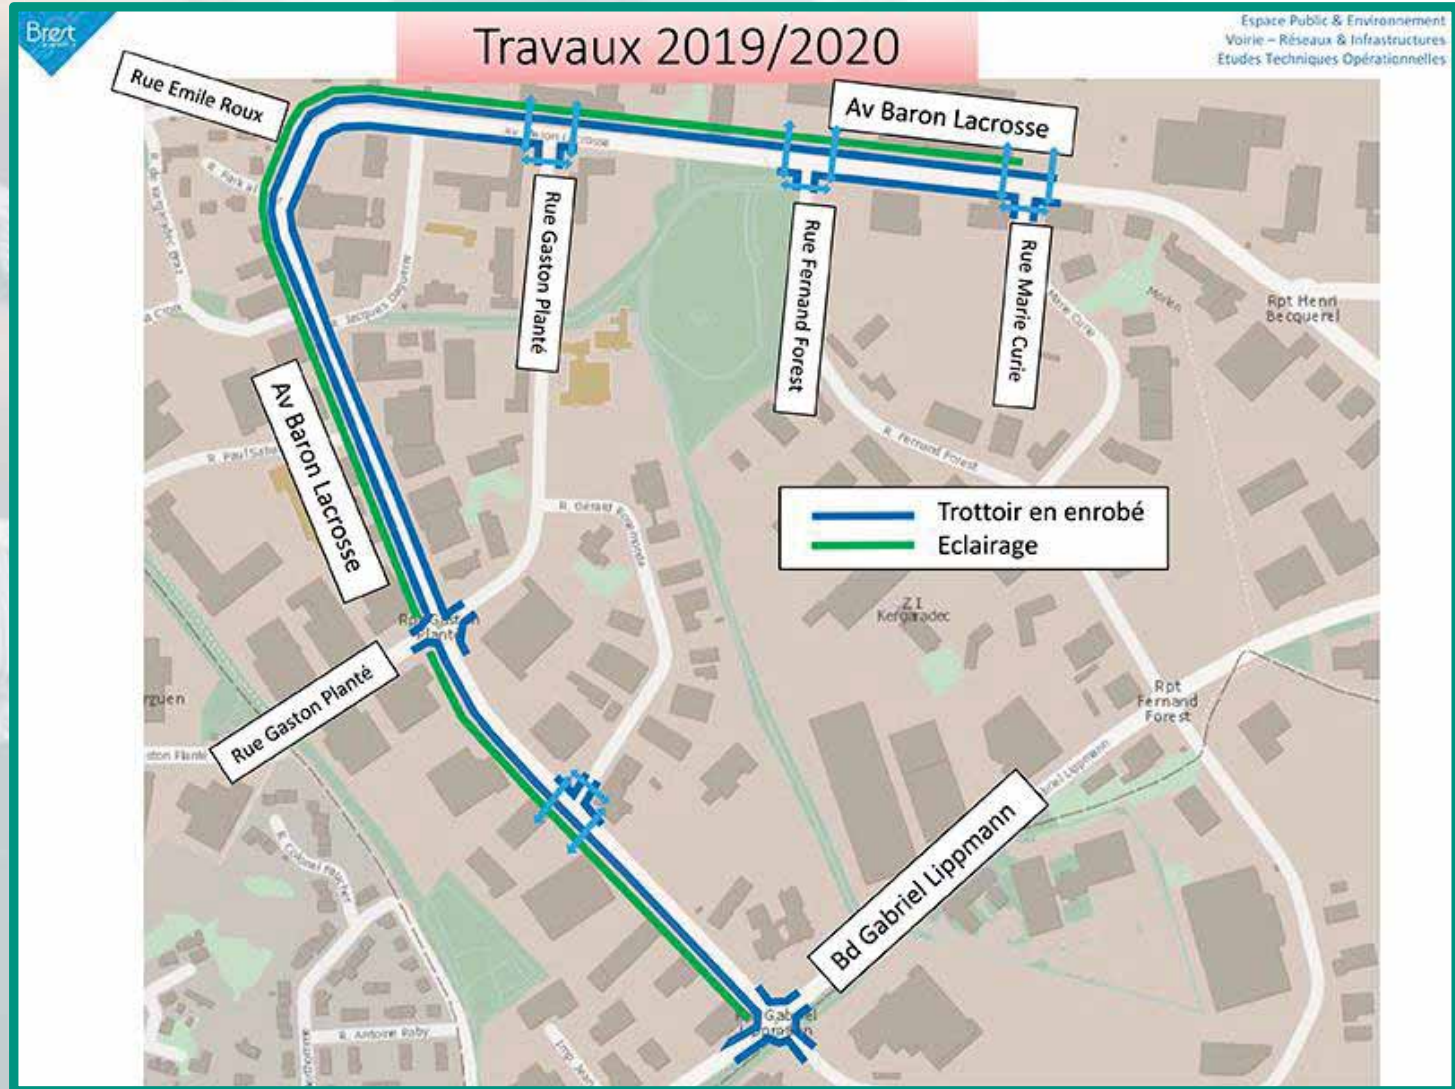 Brest
Travaux 2019/2020
Espace Public & Environnement
Voirie – Réseaux & Infrastructures
Etudes Techniques Opérationnelles
Rue Emile Roux
Av Baron Lacrosse
Rue Gaston Planté
Rue Fernand Forest
Rue Marie Curie
Rpt Henri
Becquerel
Av Baron Lacrosse
R. Fernand Forest
Trottoir en enrobé
Eclairage
Z I
Kergaradec
Rue Gaston Planté
Rpt
Fernand
Forest
Bd Gabriel Lippmann
R. Antoine Raby